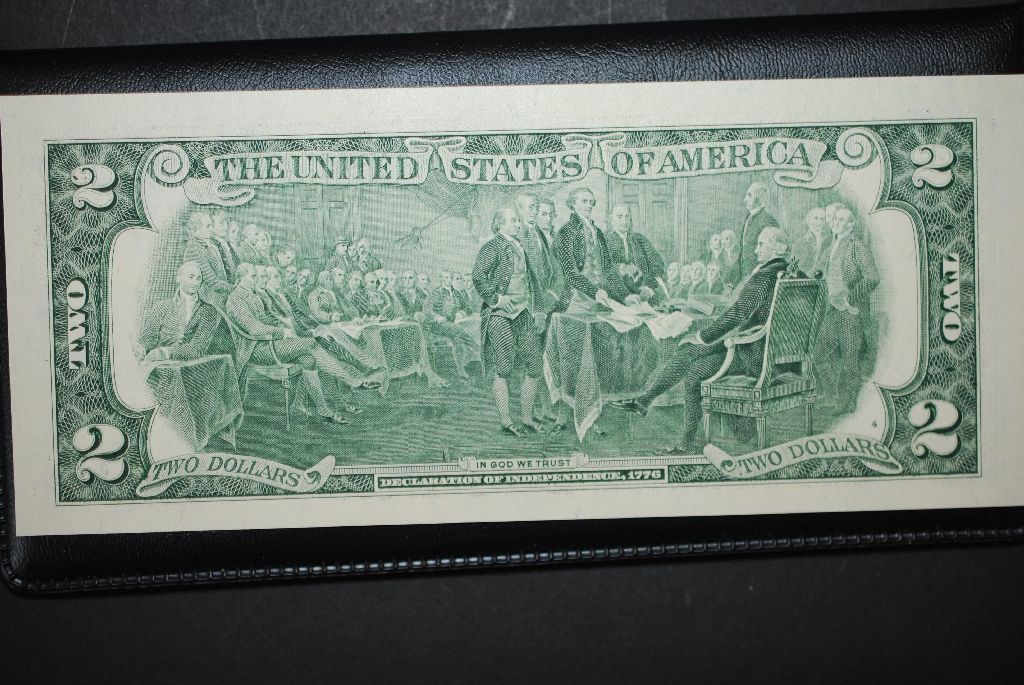 THE UNITED STATES OF AMERICA
2
2
TWO
TWO
2
2
4
TWO DOLLARS
TWO DOLLARS
IN GOD WE TRUST
DECLARATION OF INDEPENDENCE, 1776